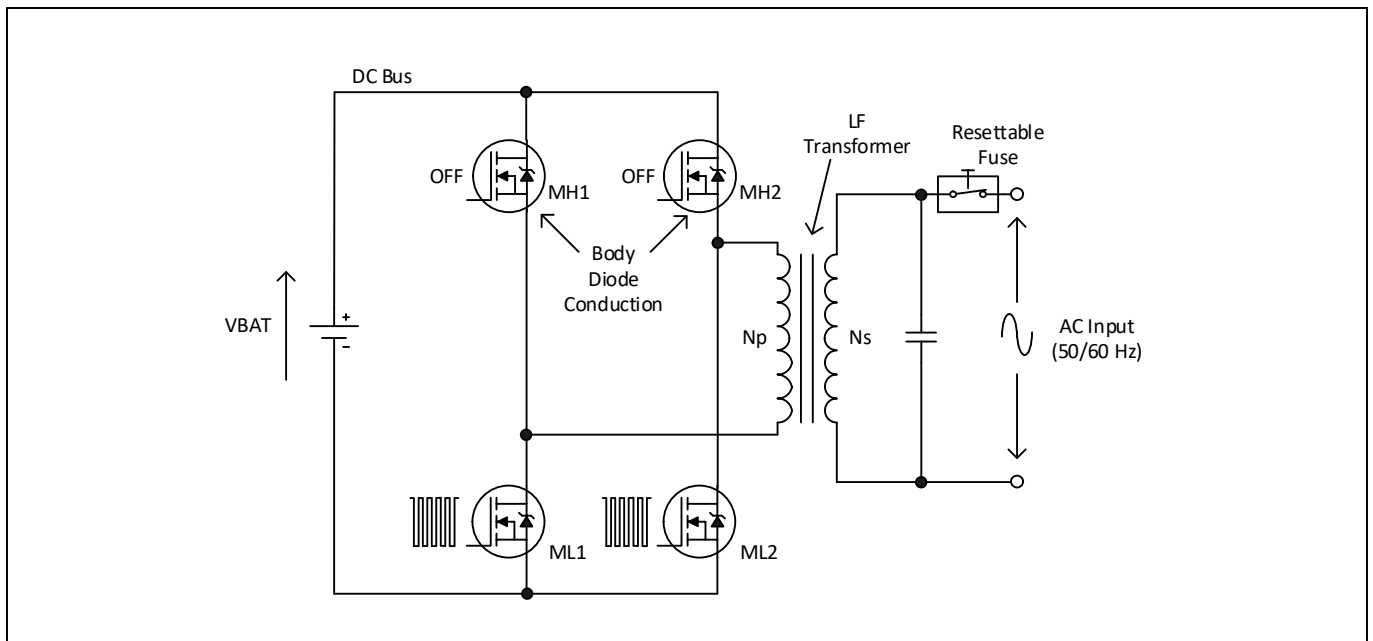 DC Bus
OFF
MH1
OFF
MH2
LF
Transformer
Resettable
Fuse
Body
Diode
Conduction
VBAT
+
-
Np
Ns
AC Input
(50/60 Hz)
ML1
ML2